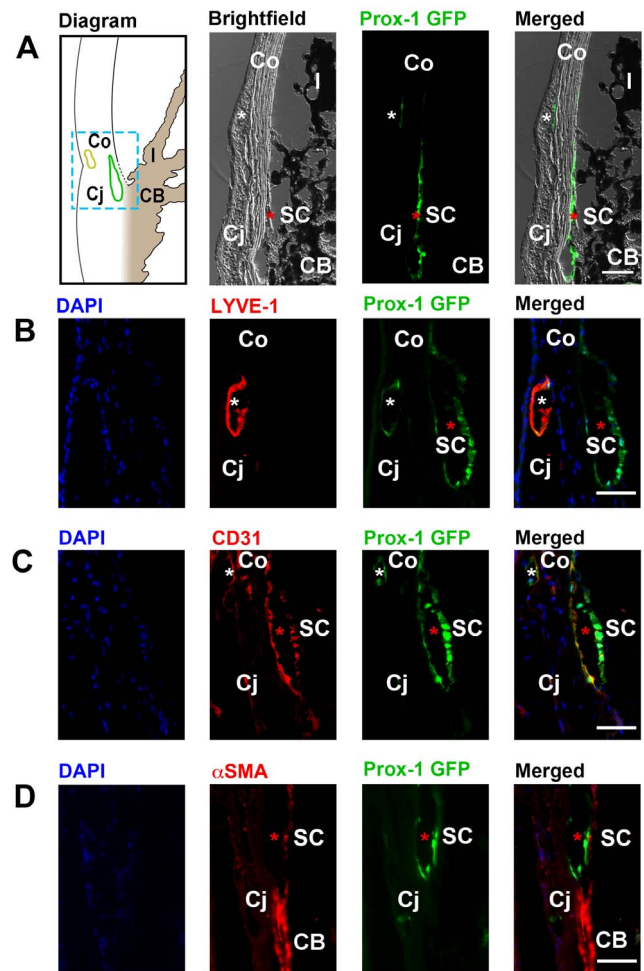 Diagram Brightfield Prox-1 GFP Merged
A
Co I Cj CB
Co * Cj * SC CB
Co * * SC Cj CB
Co I * * SC Cj CB
DAPI LYVE-1 Prox-1 GFP Merged
B
Co * Cj
Co * * SC Cj
Co * * SC Cj
DAPI CD31 Prox-1 GFP Merged
C
Co * * SC Cj
Co * * SC Cj
Co * * SC Cj
DAPI αSMA Prox-1 GFP Merged
D
* SC Cj CB
* SC Cj
* SC Cj CB